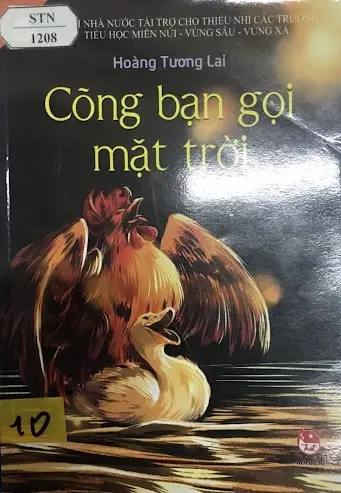 STN
1208
I NHÀ NƯỚC TÀI TRỢ CHO THIẾU NHI CÁC TRƯỜNG
TIỂU HỌC MIỀN NÚI - VÙNG SÂU - VÙNG XA
Hoàng Tương Lai
Cõng bạn gọi
mặt trời
10